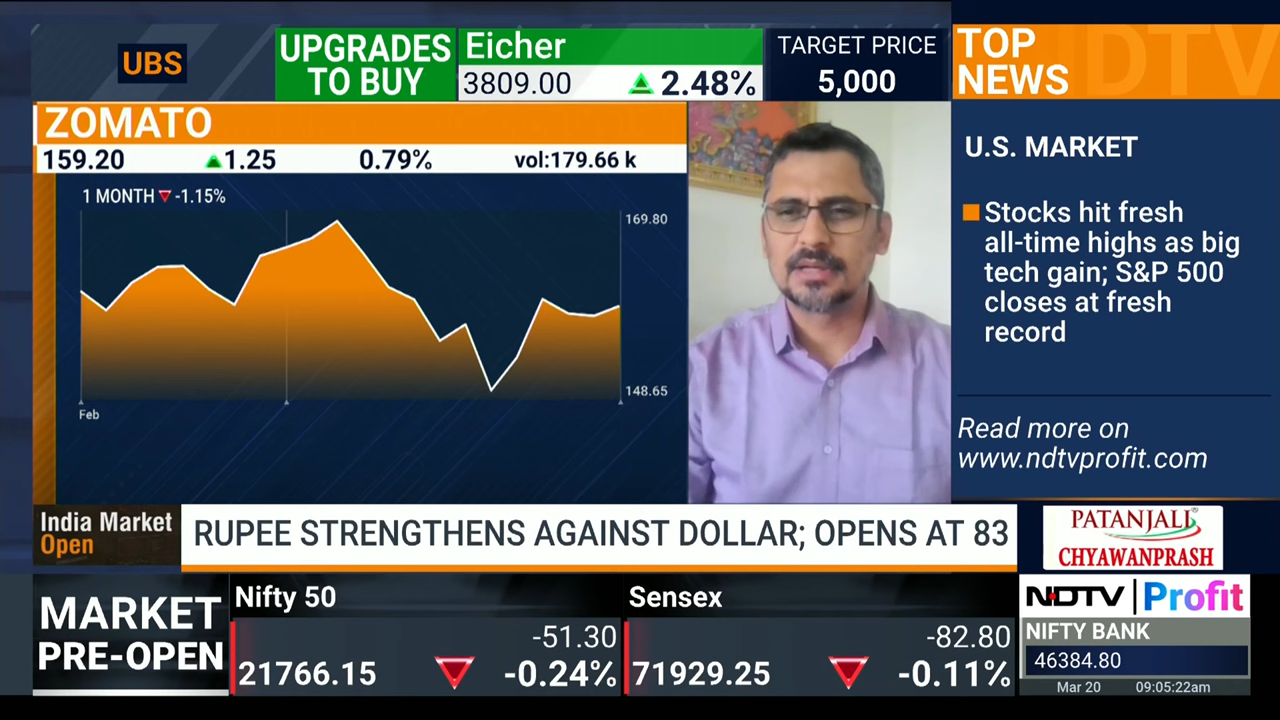 UBS
UPGRADES
TO BUY
Eicher
3809.00 2.48%
TARGET PRICE
5,000
TOP
NEWS
NDTV
ZOMATO
159.20 1.25 0.79% vol:179.66 k
1 MONTH -1.15%
169.80
148.65
Feb
U.S. MARKET
Stocks hit fresh
all-time highs as big
tech gain; S&P 500
closes at fresh
record
Read more on
www.ndtvprofit.com
India Market
Open
RUPEE STRENGTHENS AGAINST DOLLAR; OPENS AT 83
PATANJALI
CHYAWANPRASH
MARKET
PRE-OPEN
Nifty 50
-51.30
21766.15 -0.24%
Sensex
-82.80
71929.25 -0.11%
NDTV Profit
NIFTY BANK
46384.80
Mar 20 09:05:22am